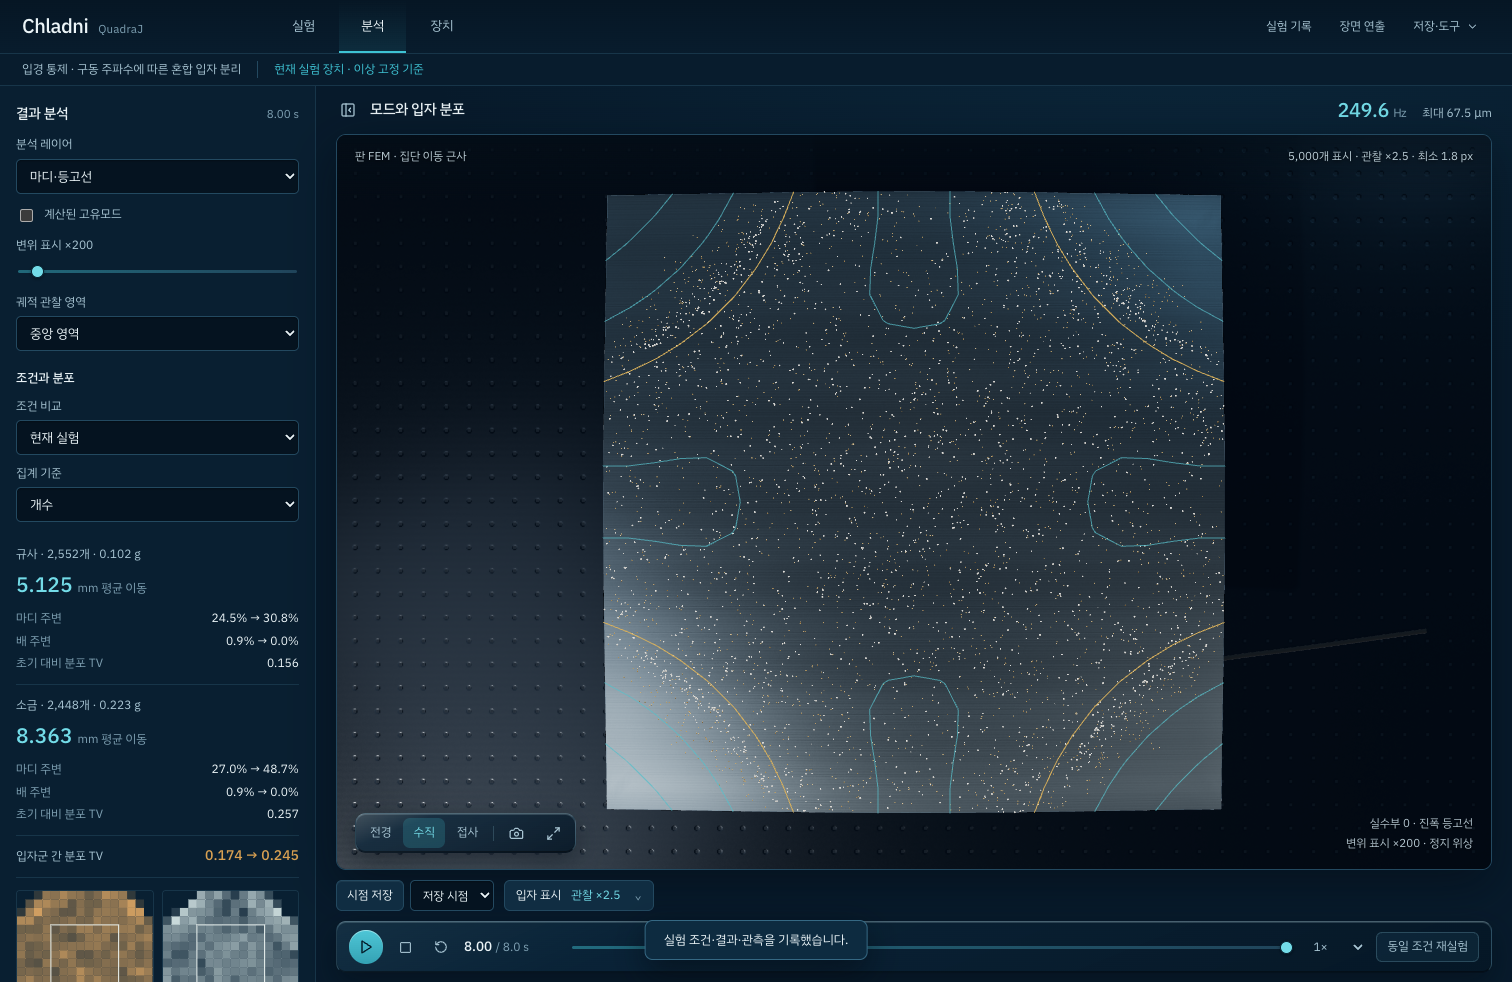 Chladni QuadraJ
실험 분석 장치
실험 기록 장면 연출 저장·도구
입경 통제 · 구동 주파수에 따른 혼합 입자 분리
현재 실험 장치 · 이상 고정 기준
결과 분석 8.00 s
분석 레이어
마디·등고선
계산된 고유모드
변위 표시 ×200
궤적 관찰 영역
중앙 영역
조건과 분포
조건 비교
현재 실험
집계 기준
개수
규사 · 2,552개 · 0.102 g
5.125 mm 평균 이동
마디 주변 24.5% → 30.8%
배 주변 0.9% → 0.0%
초기 대비 분포 TV 0.156
소금 · 2,448개 · 0.223 g
8.363 mm 평균 이동
마디 주변 27.0% → 48.7%
배 주변 0.9% → 0.0%
초기 대비 분포 TV 0.257
입자군 간 분포 TV 0.174 → 0.245
모드와 입자 분포
249.6 Hz 최대 67.5 μm
판 FEM · 집단 이동 근사
5,000개 표시 · 관찰 ×2.5 · 최소 1.8 px
전경 수직 접사
실수부 0 · 진폭 등고선
변위 표시 ×200 · 정지 위상
시점 저장 저장 시점 입자 표시 관찰 ×2.5
8.00 / 8.0 s
실험 조건·결과·관측을 기록했습니다.
1×
동일 조건 재실험